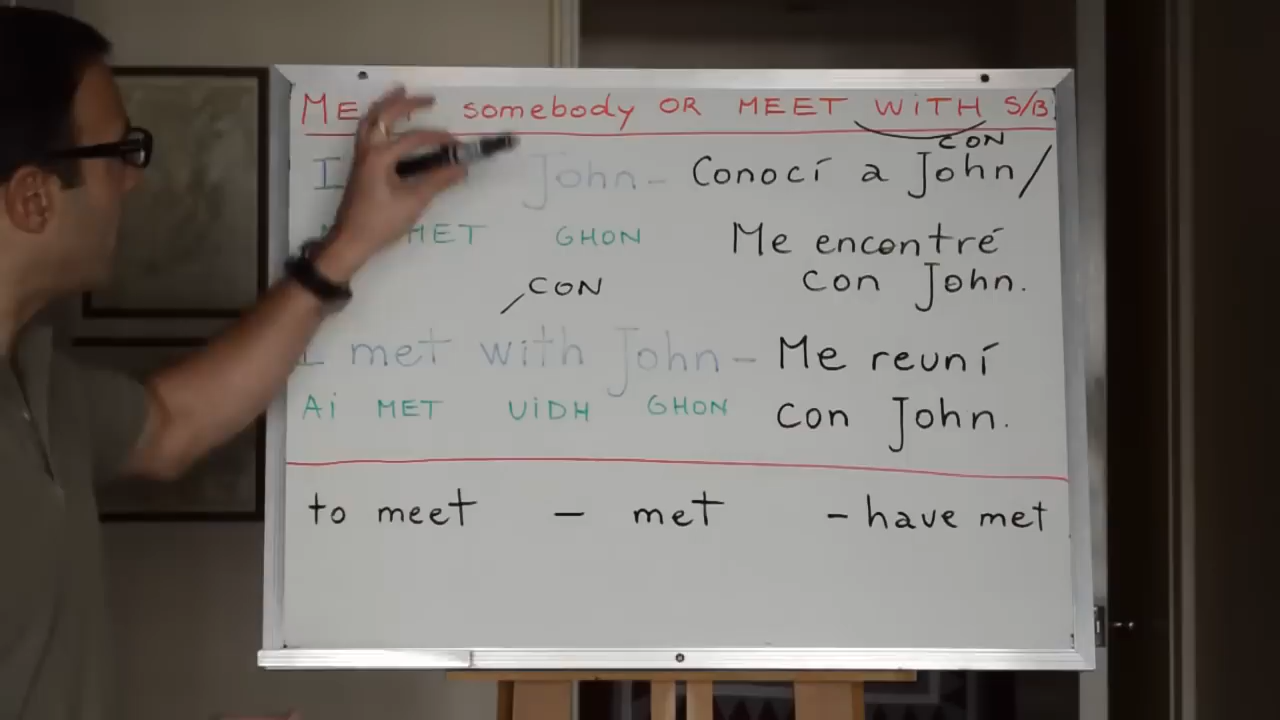 ME somebody OR MEET WiTH S/B
CON
I John - Conocí a John/
MET GHON Me encontré
CON con John.
I met with John - Me reuní
Ai MET UiDH GHON con John.
to meet - met - have met